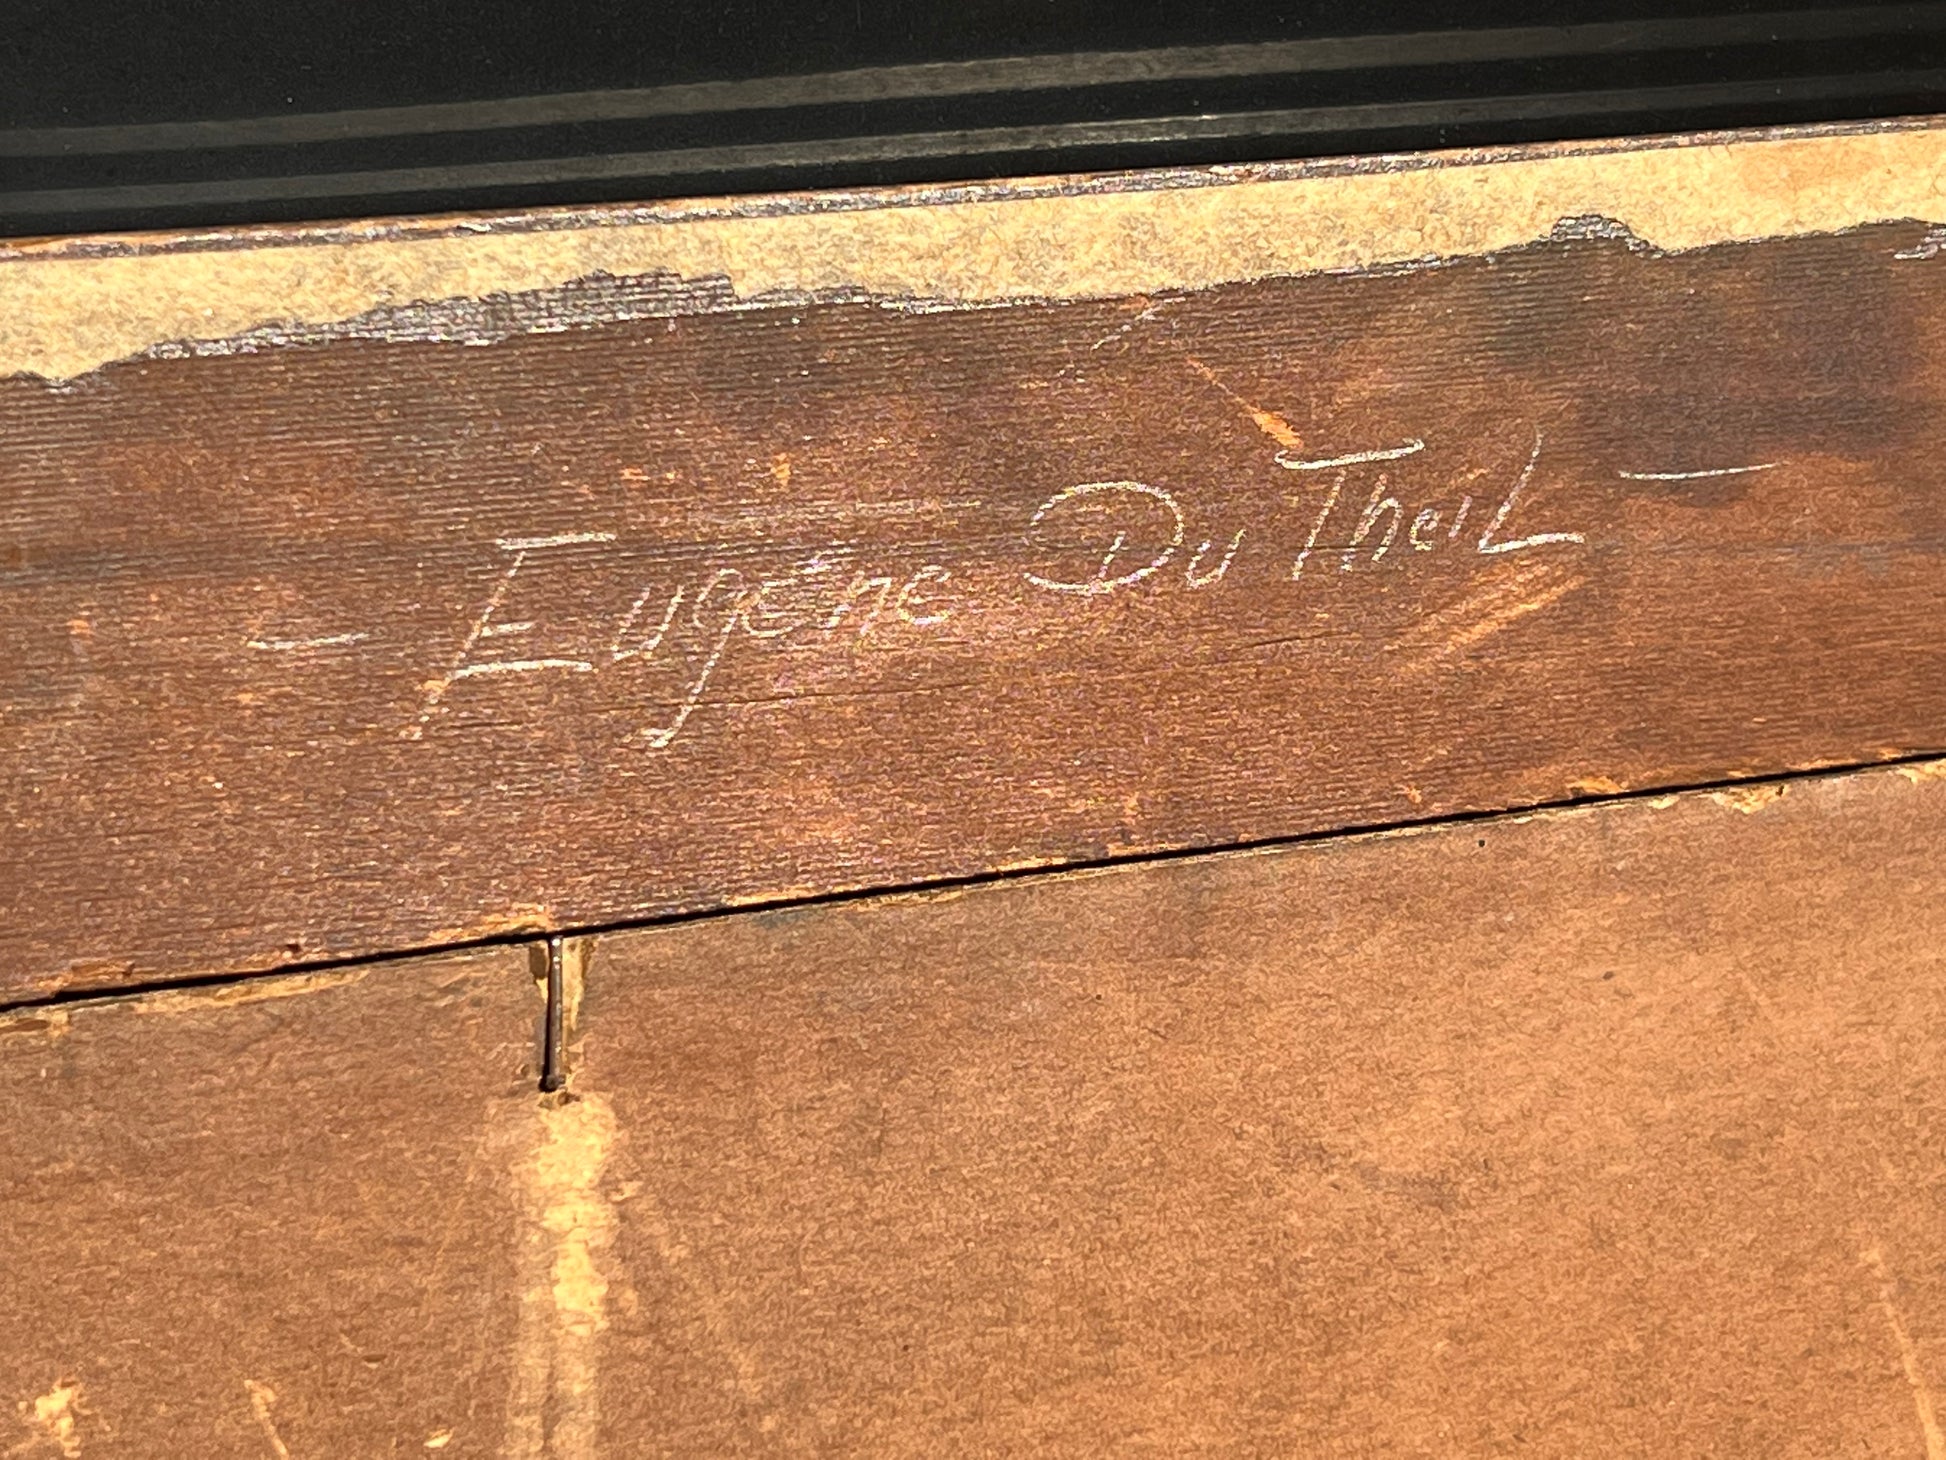 - Eugene Du Theil -